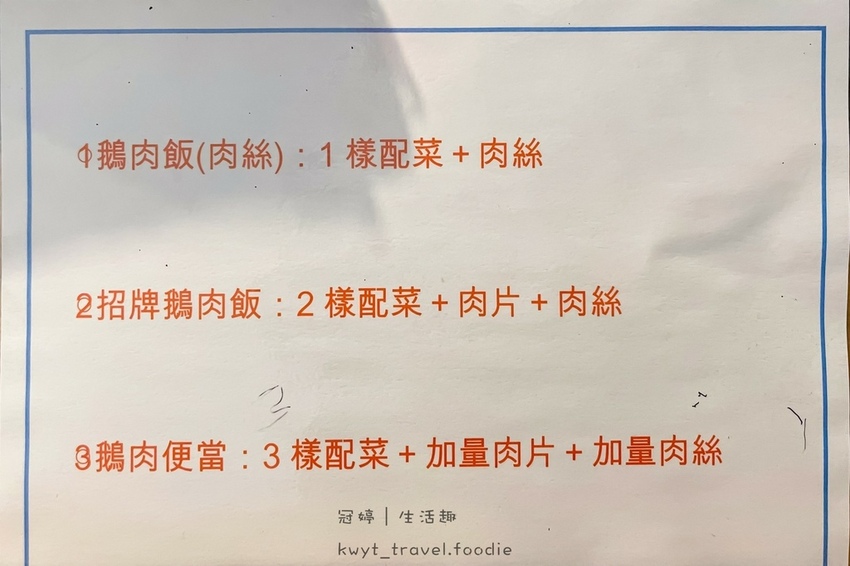 1鵝肉飯(肉絲)：1 樣配菜 + 肉絲
2招牌鵝肉飯：2 樣配菜 + 肉片 + 肉絲
3鵝肉便當：3 樣配菜 + 加量肉片 + 加量肉絲
冠婷｜生活趣
kwyt_travel.foodie